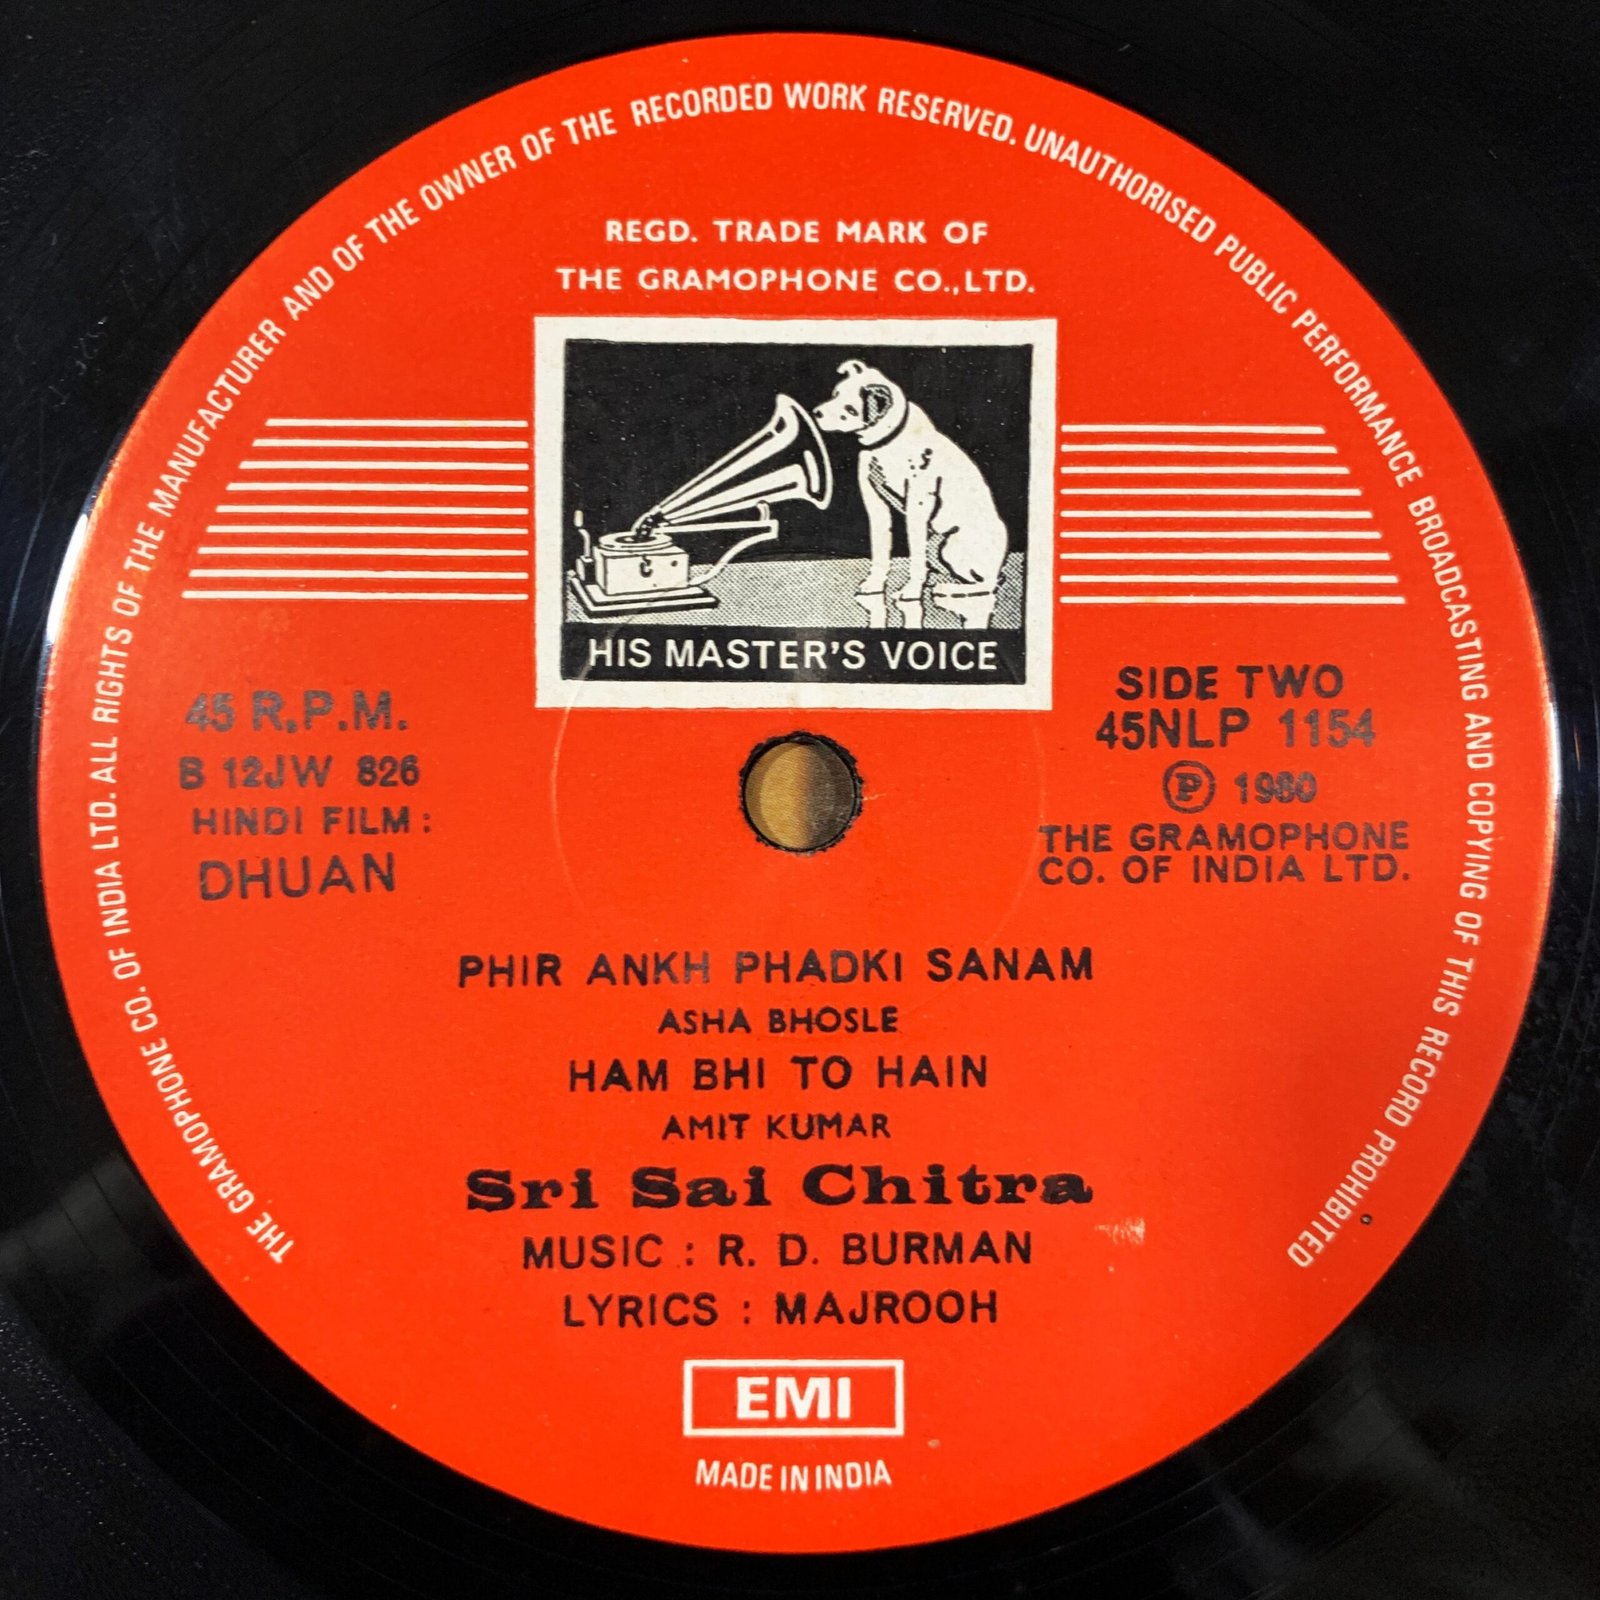 THE GRAMOPHONE CO. OF INDIA LTD. ALL RIGHTS OF THE MANUFACTURER AND OF THE OWNER OF THE RECORDED WORK RESERVED. UNAUTHORISED PUBLIC PERFORMANCE BROADCASTING AND COPYING OF THIS RECORD PROHIBITED
REGD. TRADE MARK OF
THE GRAMOPHONE CO., LTD.
HIS MASTER'S VOICE
45 R.P.M.
B 12JW 826
HINDI FILM :
DHUAN
SIDE TWO
45NLP 1154
℗ 1980
THE GRAMOPHONE
CO. OF INDIA LTD.
PHIR ANKH PHADKI SANAM
ASHA BHOSLE
HAM BHI TO HAIN
AMIT KUMAR
Sri Sai Chitra
MUSIC : R. D. BURMAN
LYRICS : MAJROOH
EMI
MADE IN INDIA